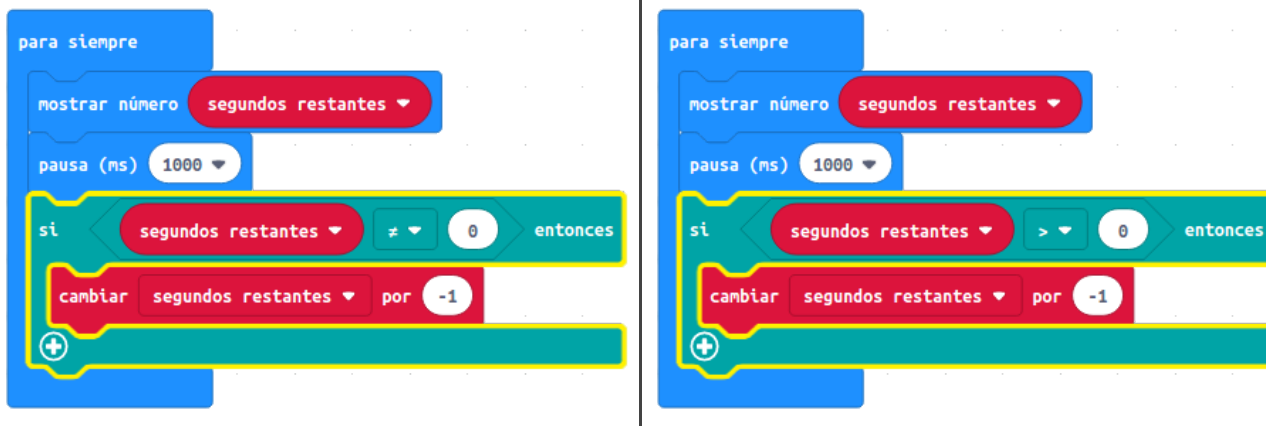 para siempre
mostrar número segundos restantes
pausa (ms) 1000
si segundos restantes ≠ 0 entonces
cambiar segundos restantes por -1
para siempre
mostrar número segundos restantes
pausa (ms) 1000
si segundos restantes > 0 entonces
cambiar segundos restantes por -1